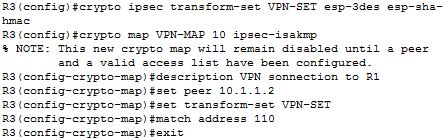 R3(config)#crypto ipsec transform-set VPN-SET esp-3des esp-sha-
hmac
R3(config)#crypto map VPN-MAP 10 ipsec-isakmp
% NOTE: This new crypto map will remain disabled until a peer
and a valid access list have been configured.
R3(config-crypto-map)#description VPN sonnection to R1
R3(config-crypto-map)#set peer 10.1.1.2
R3(config-crypto-map)#set transform-set VPN-SET
R3(config-crypto-map)#match address 110
R3(config-crypto-map)#exit